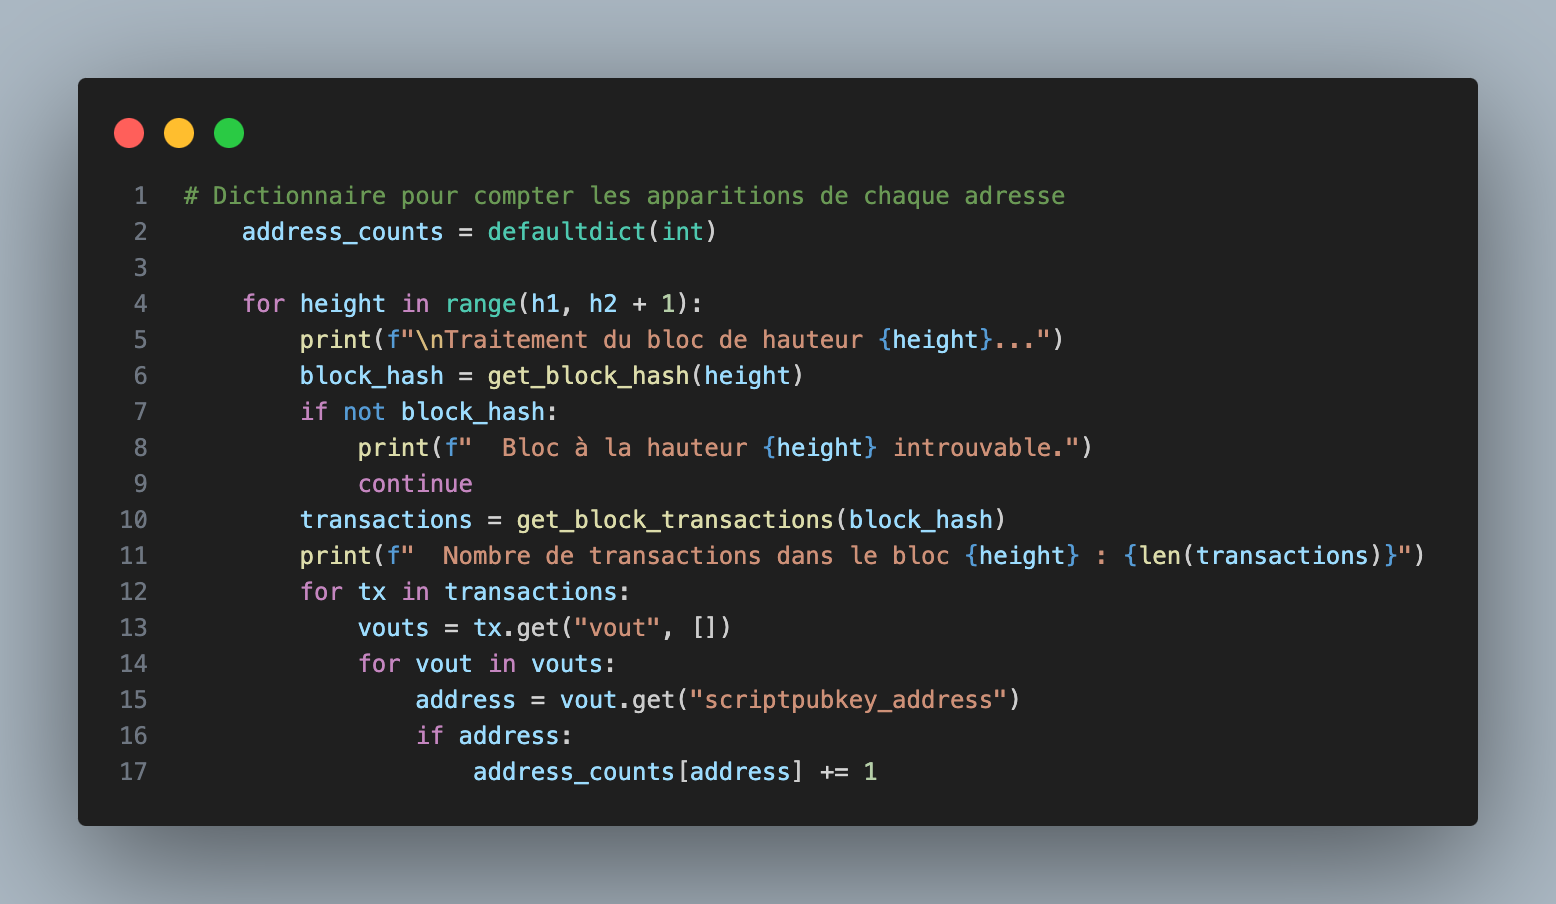 1 # Dictionnaire pour compter les apparitions de chaque adresse
2     address_counts = defaultdict(int)
3
4     for height in range(h1, h2 + 1):
5         print(f"\nTraitement du bloc de hauteur {height}...")
6         block_hash = get_block_hash(height)
7         if not block_hash:
8             print(f"  Bloc à la hauteur {height} introuvable.")
9             continue
10         transactions = get_block_transactions(block_hash)
11         print(f"  Nombre de transactions dans le bloc {height} : {len(transactions)}")
12         for tx in transactions:
13             vouts = tx.get("vout", [])
14             for vout in vouts:
15                 address = vout.get("scriptpubkey_address")
16                 if address:
17                     address_counts[address] += 1